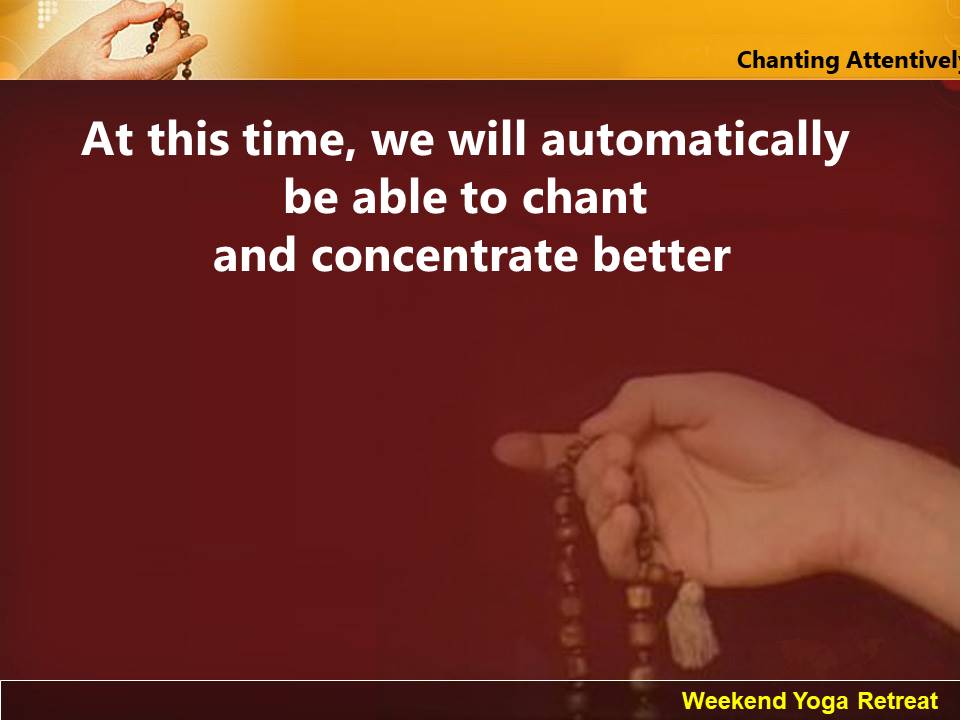 Chanting Attentively
At this time, we will automatically
be able to chant
and concentrate better
Weekend Yoga Retreat